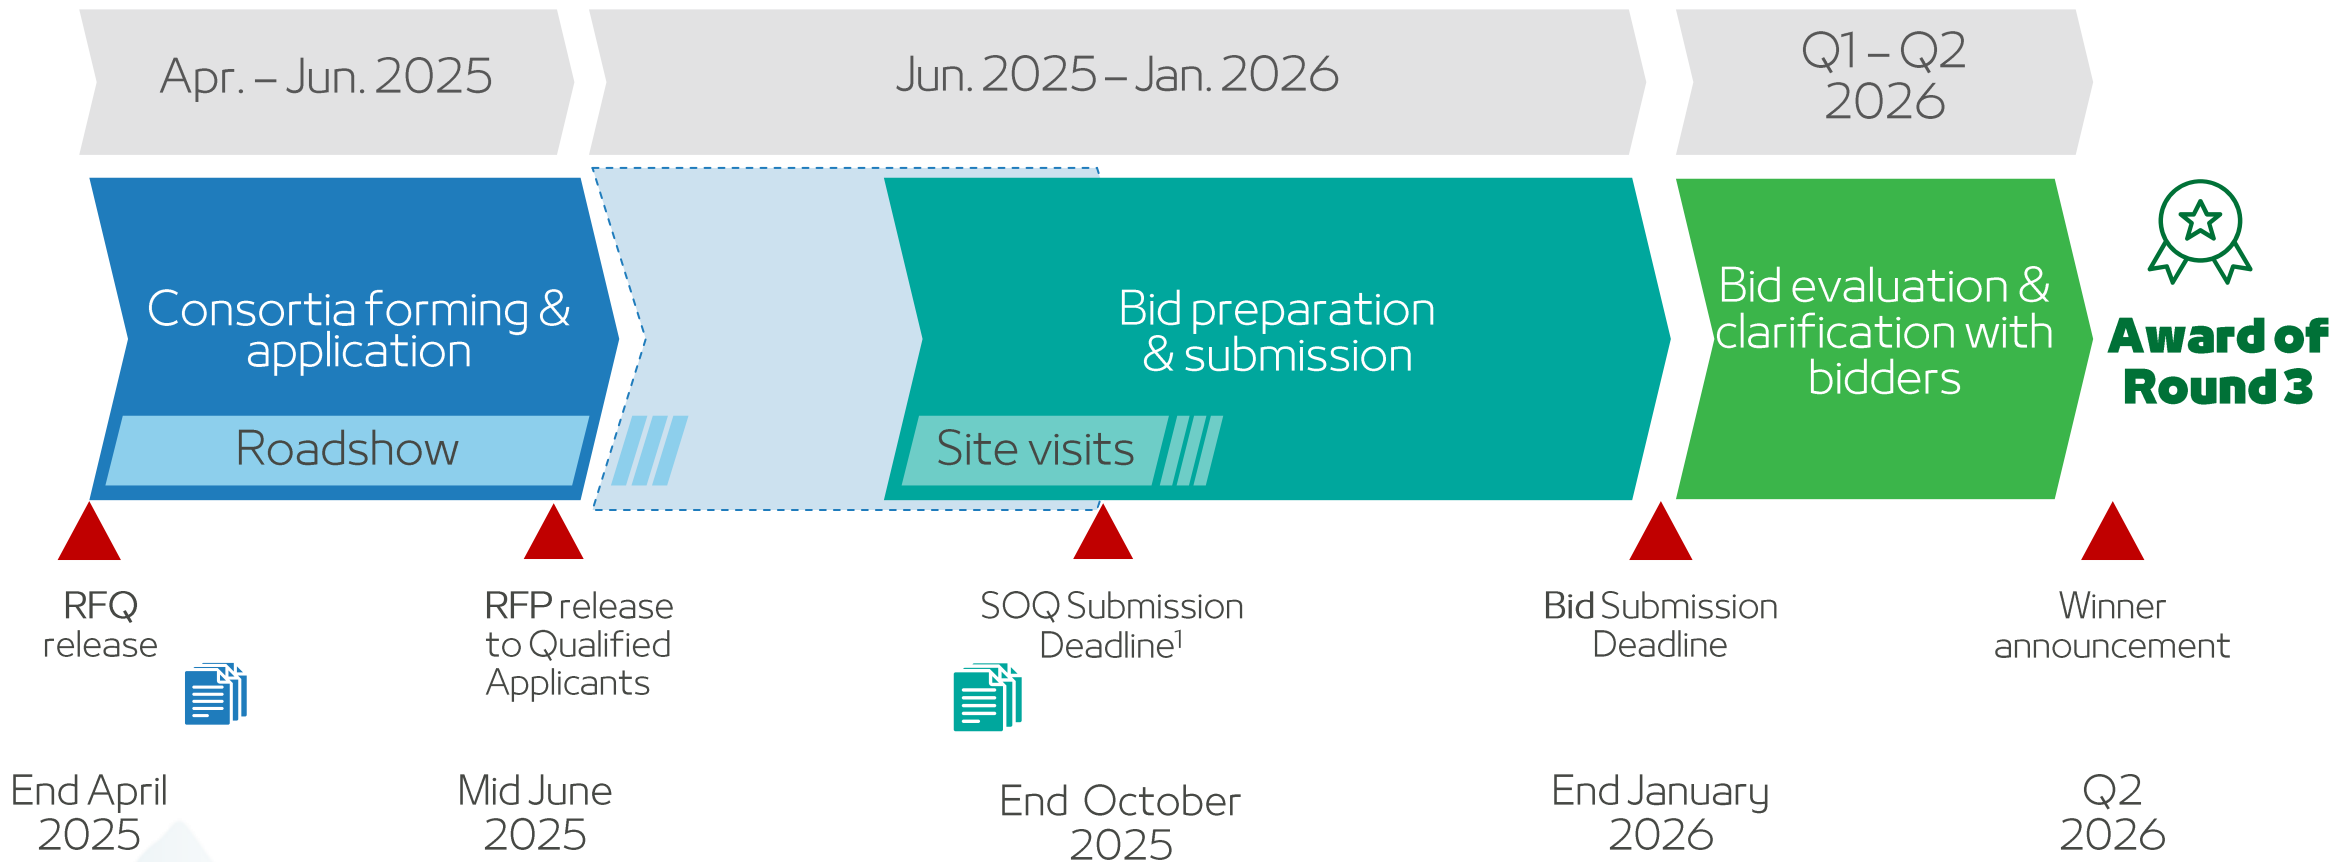 Apr. – Jun. 2025
Jun. 2025 – Jan. 2026
Q1 – Q2
2026
Consortia forming &
application
Roadshow
Bid preparation
& submission
Site visits
Bid evaluation &
clarification with
bidders
Award of
Round 3
RFQ
release
RFP release
to Qualified
Applicants
SOQ Submission
Deadline¹
Bid Submission
Deadline
Winner
announcement
End April
2025
Mid June
2025
End October
2025
End January
2026
Q2
2026